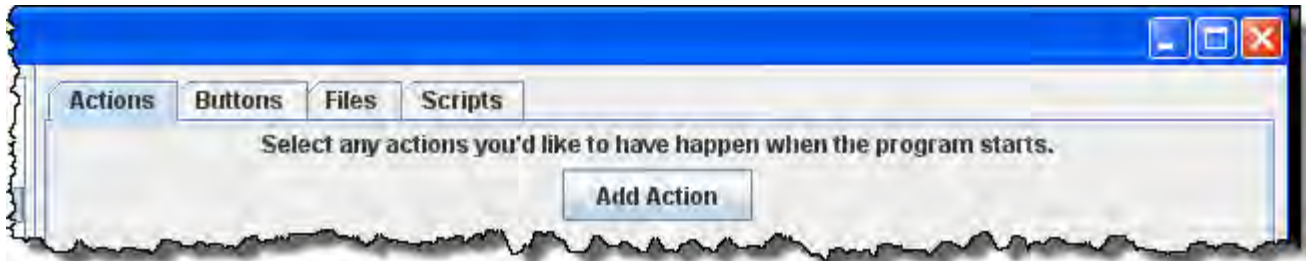 Actions Buttons Files Scripts
Select any actions you'd like to have happen when the program starts.
Add Action